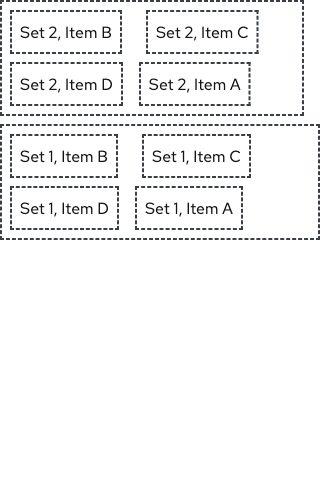 Set 2, Item B
Set 2, Item C
Set 2, Item D
Set 2, Item A
Set 1, Item B
Set 1, Item C
Set 1, Item D
Set 1, Item A